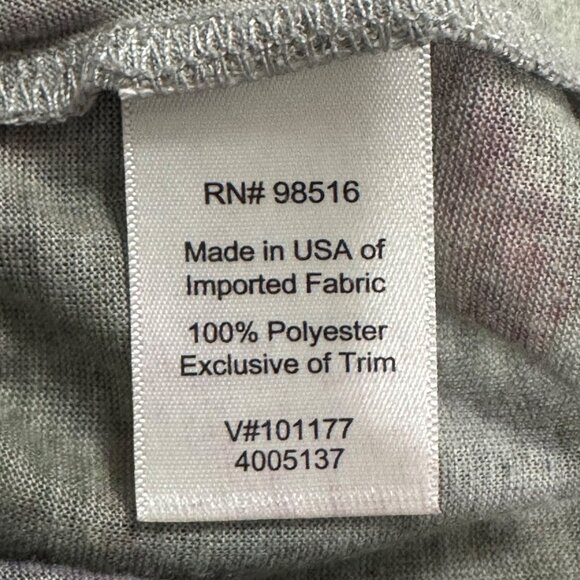 RN# 98516
Made in USA of
Imported Fabric
100% Polyester
Exclusive of Trim
V#101177
4005137